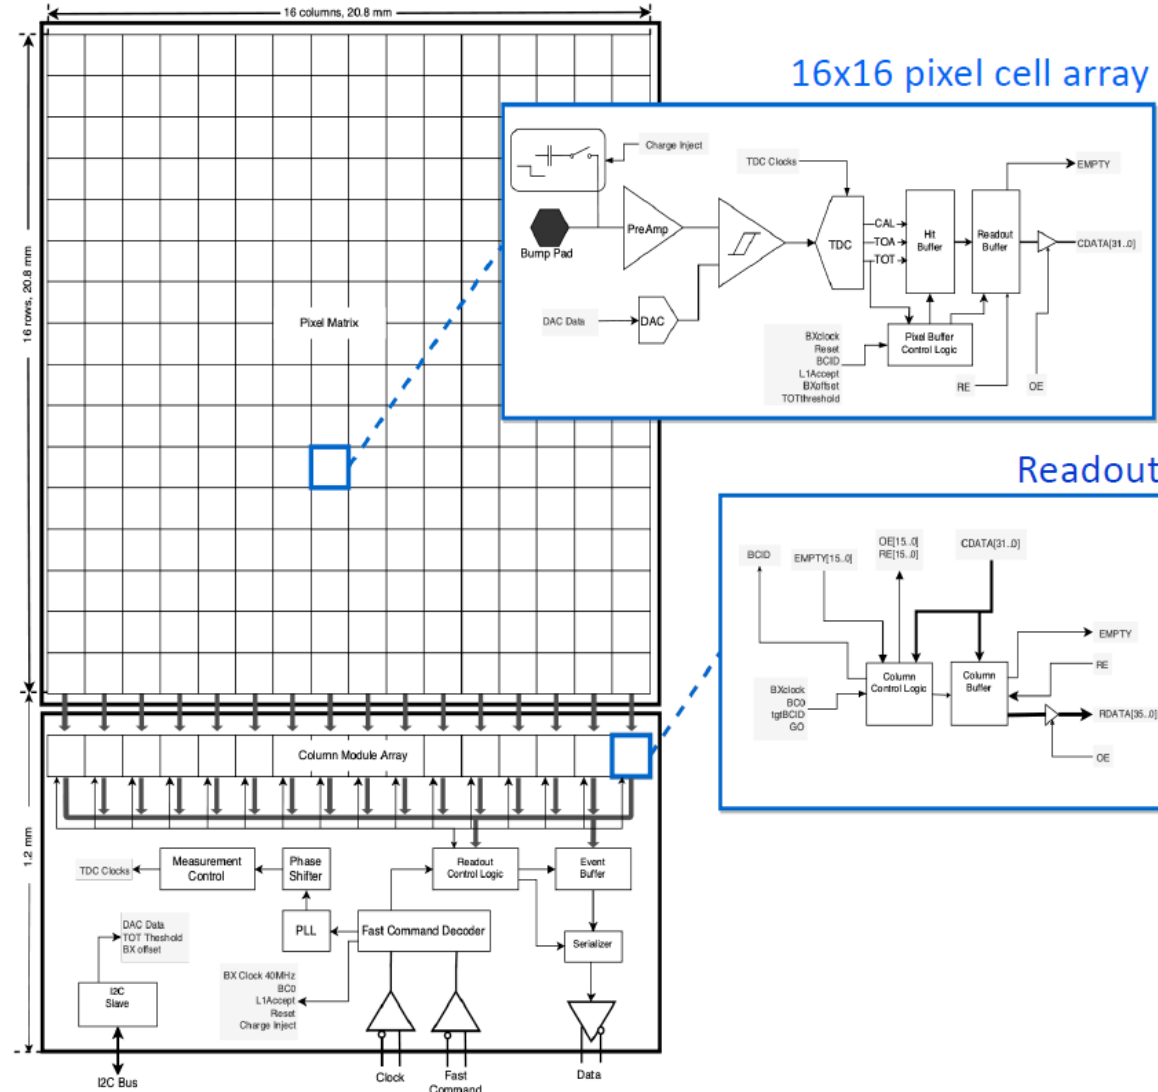 16 columns, 20.8 mm
16 rows, 20.8 mm
Pixel Matrix
16x16 pixel cell array
Charge Inject
TDC Clocks
EMPTY
Bump Pad
PreAmp
TDC
CAL
TOA
TOT
Hit
Buffer
Readout
Buffer
CDATA[31..0]
DAC Data
DAC
BXclock
Reset
BCID
L1Accept
BXoffset
TOTthreshold
Pixel Buffer
Control Logic
RE
OE
Readout
BCID
EMPTY[15..0]
OE[15..0]
RE[15..0]
CDATA[31..0]
EMPTY
RE
Column
Control Logic
Column
Buffer
BXclock
BC0
tgtBCID
GO
RDATA[35..0]
OE
Column Module Array
1.2 mm
TDC Clocks
Measurement
Control
Phase
Shifter
Readout
Control Logic
Event
Buffer
DAC Data
TOT Theshold
BX offset
PLL
Fast Command Decoder
Serializer
I2C
Slave
BX Clock 40MHz
BC0
L1Accept
Reset
Charge Inject
I2C Bus
Clock
Fast
Command
Data